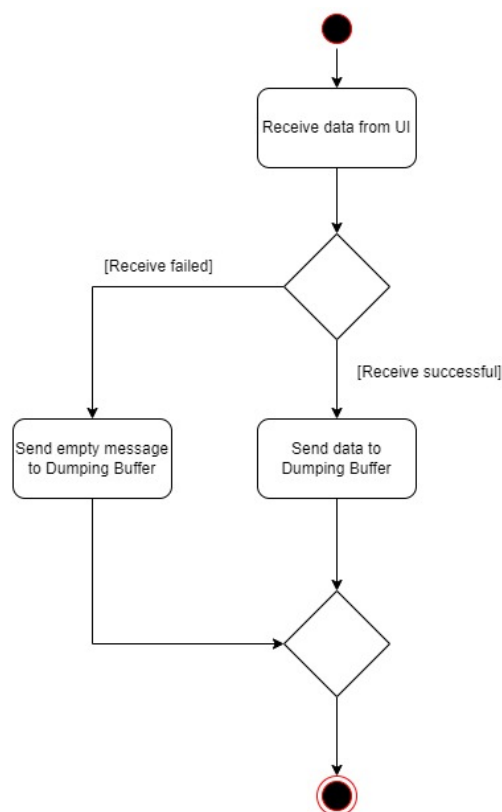 Receive data from UI
[Receive failed]
[Receive successful]
Send empty message
to Dumping Buffer
Send data to
Dumping Buffer